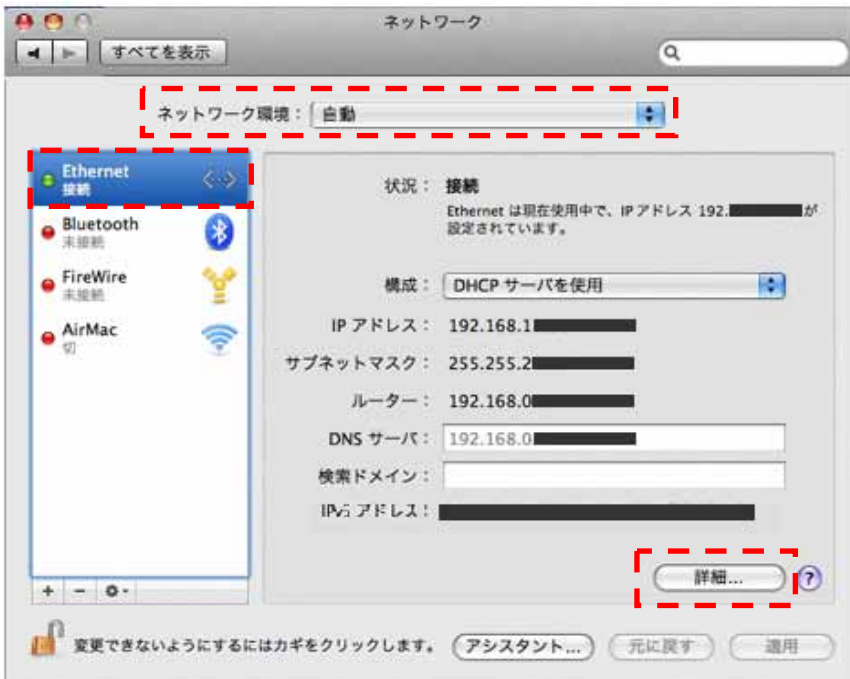 ネットワーク
すべてを表示
ネットワーク環境： 自動
Ethernet
接続
Bluetooth
未接続
FireWire
未接続
AirMac
切
状況： 接続
Ethernet は現在使用中で、IP アドレス 192. が
設定されています。
構成： DHCP サーバを使用
IP アドレス： 192.168.1
サブネットマスク： 255.255.2
ルーター： 192.168.0
DNS サーバ： 192.168.0
検索ドメイン：
IPv6 アドレス：
詳細... ?
+ −
変更できないようにするにはカギをクリックします。 アシスタント... 元に戻す 適用